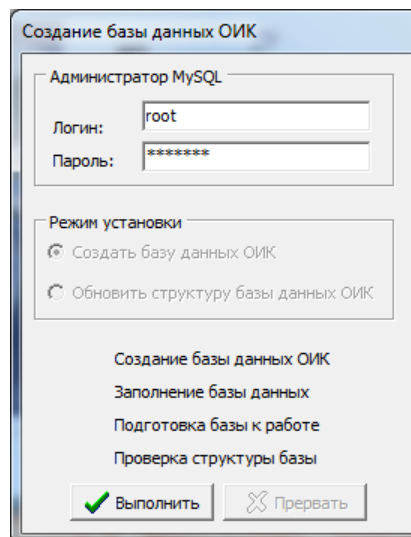 Создание базы данных ОИК
Администратор MySQL
Логин:
root
Пароль:
*******
Режим установки
Создать базу данных ОИК
Обновить структуру базы данных ОИК
Создание базы данных ОИК
Заполнение базы данных
Подготовка базы к работе
Проверка структуры базы
Выполнить
Прервать